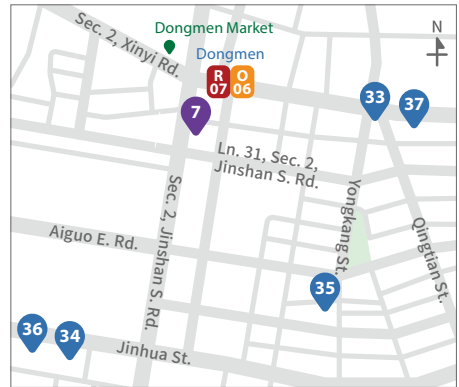 Dongmen Market
N
Sec. 2, Xinyi Rd.
Dongmen
R
07
O
06
33
37
7
Ln. 31, Sec. 2,
Jinshan S. Rd.
Yongkang St.
Qingtian St.
Sec. 2, Jinshan S. Rd.
Aiguo E. Rd.
35
36
34
Jinhua St.